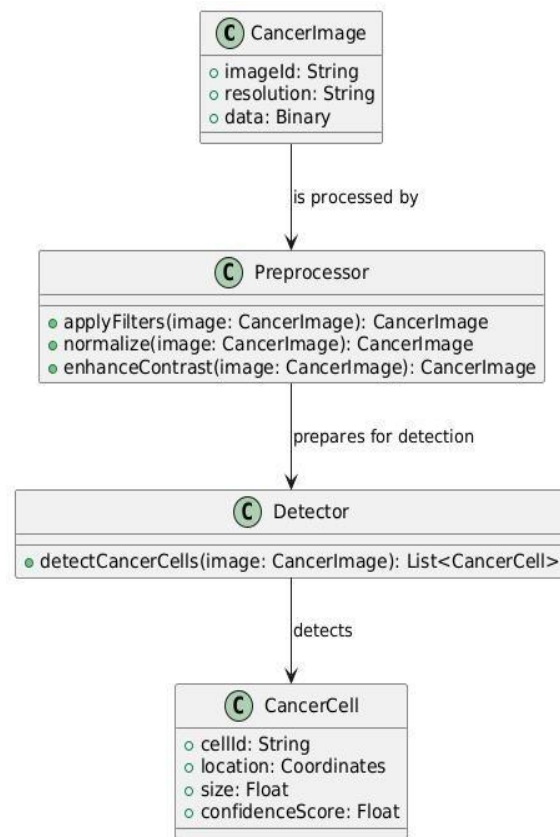 C CancerImage
imageId: String
resolution: String
data: Binary
is processed by
C Preprocessor
applyFilters(image: CancerImage): CancerImage
normalize(image: CancerImage): CancerImage
enhanceContrast(image: CancerImage): CancerImage
prepares for detection
C Detector
detectCancerCells(image: CancerImage): List<CancerCell>
detects
C CancerCell
cellId: String
location: Coordinates
size: Float
confidenceScore: Float